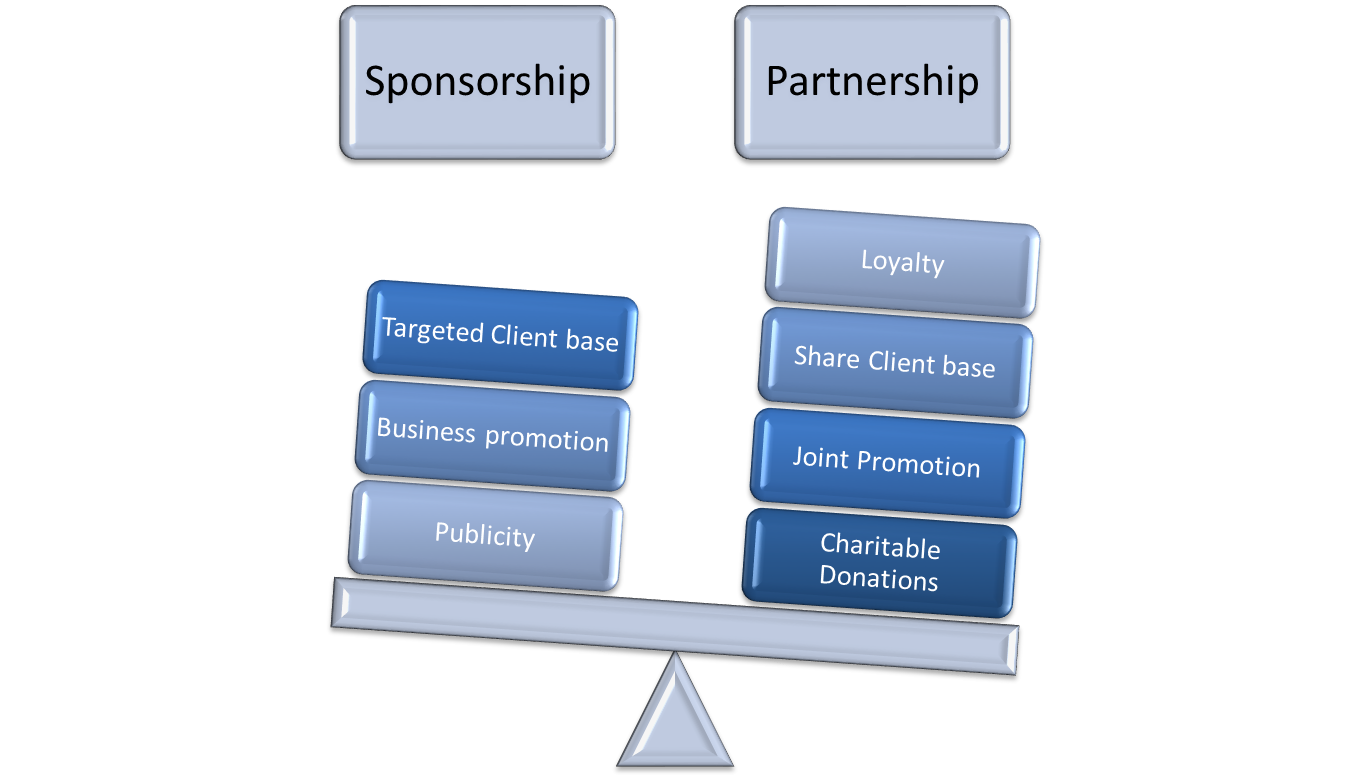 Sponsorship
Partnership
Targeted Client base
Business promotion
Publicity
Loyalty
Share Client base
Joint Promotion
Charitable
Donations